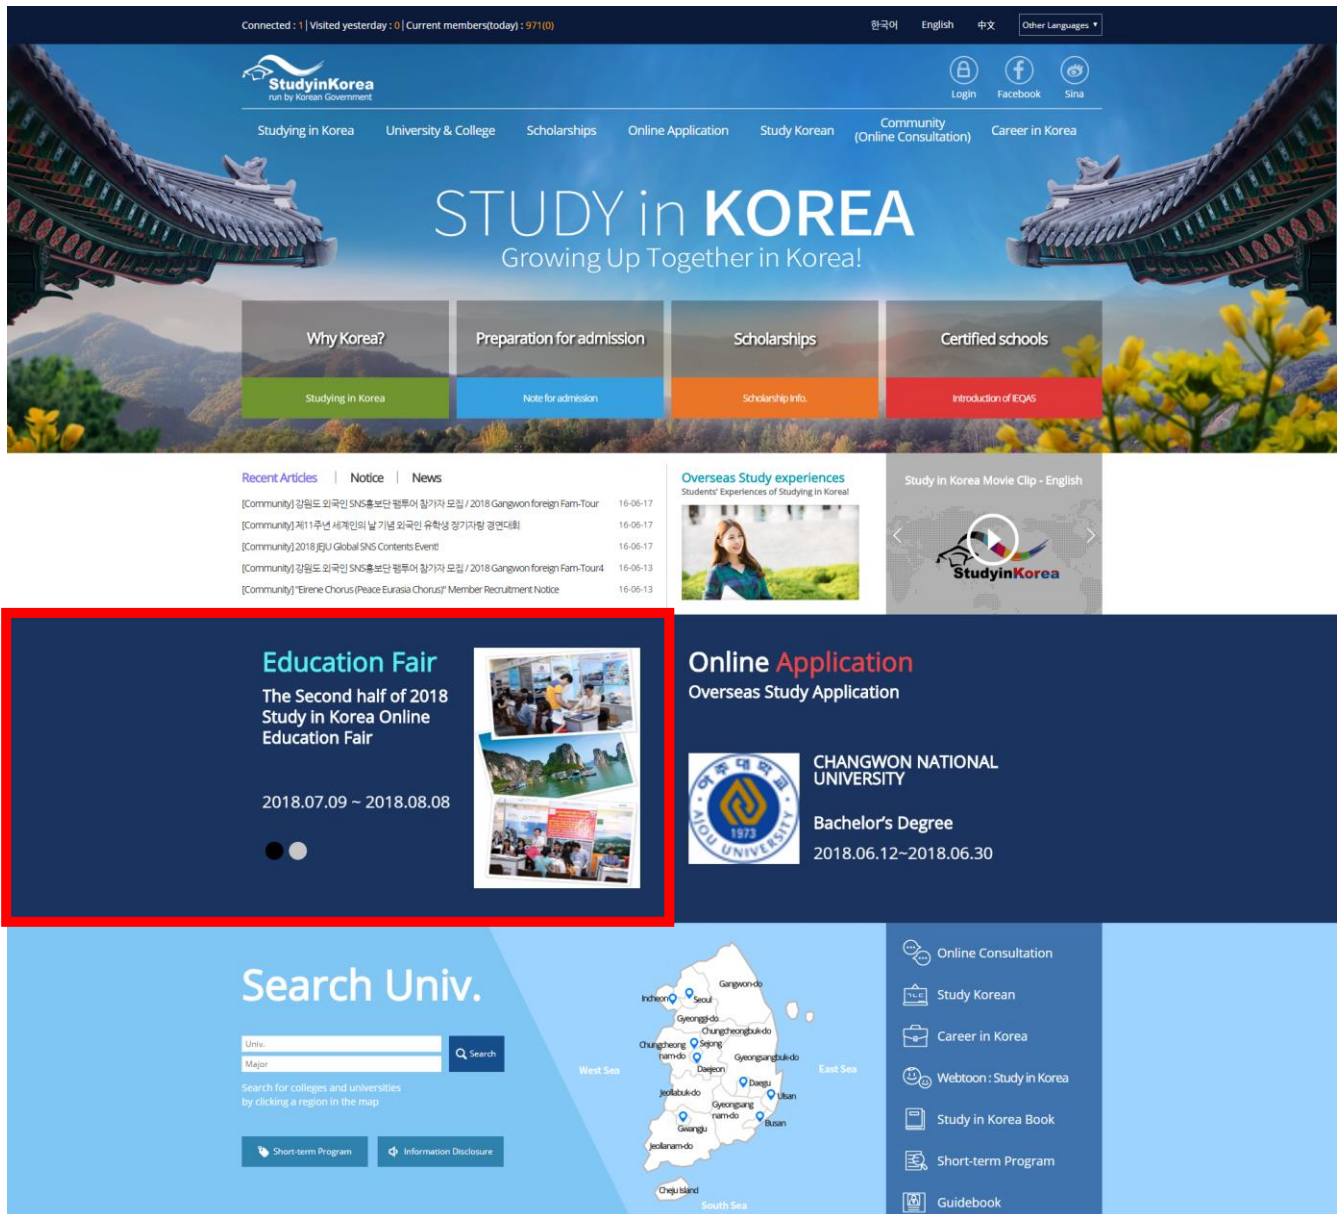 Connected : 1 | Visited yesterday : 0 | Current members(today) : 971(0)
한국어 English 中文 Other Languages
StudyinKorea
run by Korean Government
Login Facebook Sina
Studying in Korea University & College Scholarships Online Application Study Korean Community (Online Consultation) Career in Korea
STUDY in KOREA
Growing Up Together in Korea!
Why Korea? Preparation for admission Scholarships Certified schools
Studying in Korea Note for admission Scholarship Info. Introduction of IEQAS
Recent Articles | Notice | News
[Community] 강원도 외국인 SNS홍보단 팸투어 참가자 모집 / 2018 Gangwon foreign Fam-Tour 16-06-17
[Community] 제11주년 세계인의 날 기념 외국인 유학생 장기자랑 경연대회 16-06-17
[Community] 2018 JEJU Global SNS Contents Event! 16-06-17
[Community] 강원도 외국인 SNS홍보단 팸투어 참가자 모집 / 2018 Gangwon foreign Fam-Tour4 16-06-13
[Community] "Eirene Chorus (Peace Eurasia Chorus)" Member Recruitment Notice 16-06-13
Overseas Study experiences
Students' Experiences of Studying in Korea!
Study in Korea Movie Clip - English
StudyinKorea
Education Fair
The Second half of 2018
Study in Korea Online
Education Fair
2018.07.09 ~ 2018.08.08
Online Application
Overseas Study Application
아주대학교
AJOU UNIVERSITY
1973
CHANGWON NATIONAL
UNIVERSITY
Bachelor's Degree
2018.06.12~2018.06.30
Search Univ.
Univ.
Major
Search
Search for colleges and universities
by clicking a region in the map
Short-term Program Information Disclosure
Gangwon-do
Incheon Seoul
Gyeonggi-do
Chungcheongbuk-do
Chungcheong
nam-do
Sejong
Daejeon
Gyeongsangbuk-do
West Sea
East Sea
Daegu
Jeollabuk-do
Ulsan
Gyeongsang
nam-do
Busan
Gwangju
Jeollanam-do
Cheju Island
South Sea
Online Consultation
Study Korean
Career in Korea
Webtoon : Study in Korea
Study in Korea Book
Short-term Program
Guidebook